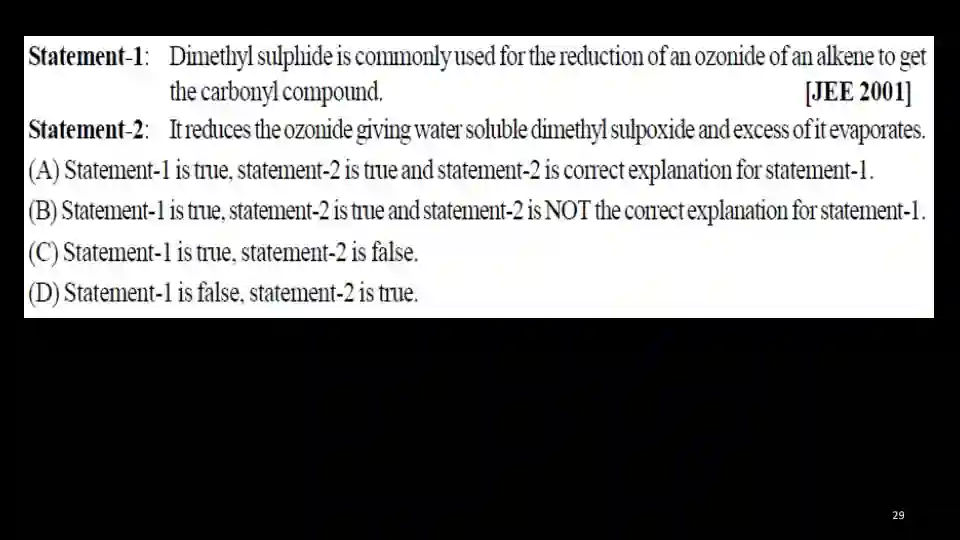 Statement-1: Dimethyl sulphide is commonly used for the reduction of an ozonide of an alkene to get
the carbonyl compound. [JEE 2001]
Statement-2: It reduces the ozonide giving water soluble dimethyl sulpoxide and excess of it evaporates.
(A) Statement-1 is true, statement-2 is true and statement-2 is correct explanation for statement-1.
(B) Statement-1 is true, statement-2 is true and statement-2 is NOT the correct explanation for statement-1.
(C) Statement-1 is true, statement-2 is false.
(D) Statement-1 is false, statement-2 is true.
29